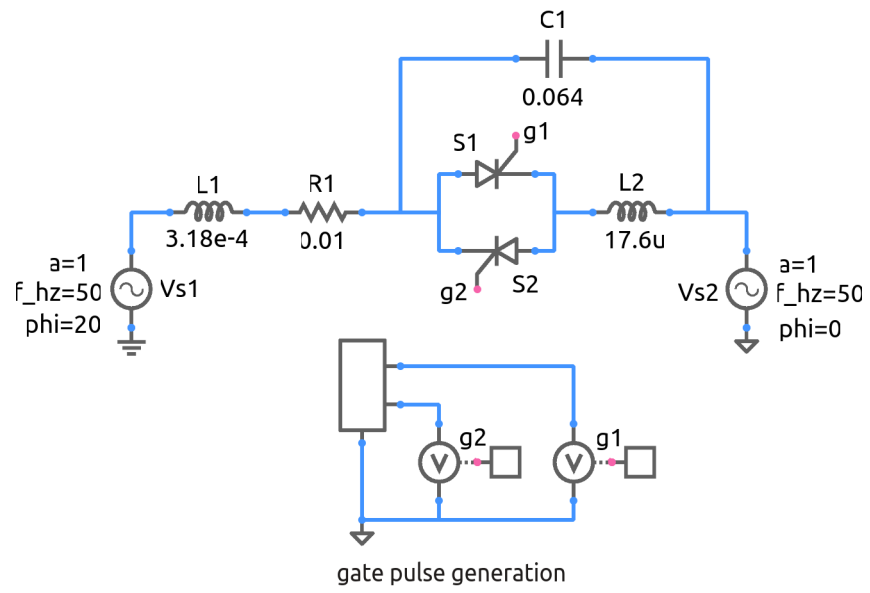 C1
0.064
g1
S1
L1
R1
L2
3.18e-4
0.01
17.6u
g2
S2
a=1
f_hz=50
phi=20
Vs1
Vs2
a=1
f_hz=50
phi=0
g2
g1
V
V
gate pulse generation